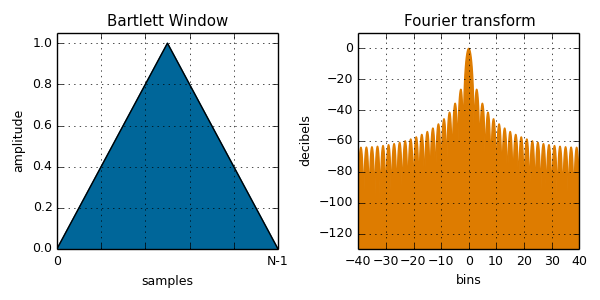 Bartlett Window
1.0
0.8
0.6
0.4
0.2
0.0
amplitude
0 N-1
samples
Fourier transform
0
−20
−40
−60
−80
−100
−120
decibels
−40 −30 −20 −10 0 10 20 30 40
bins